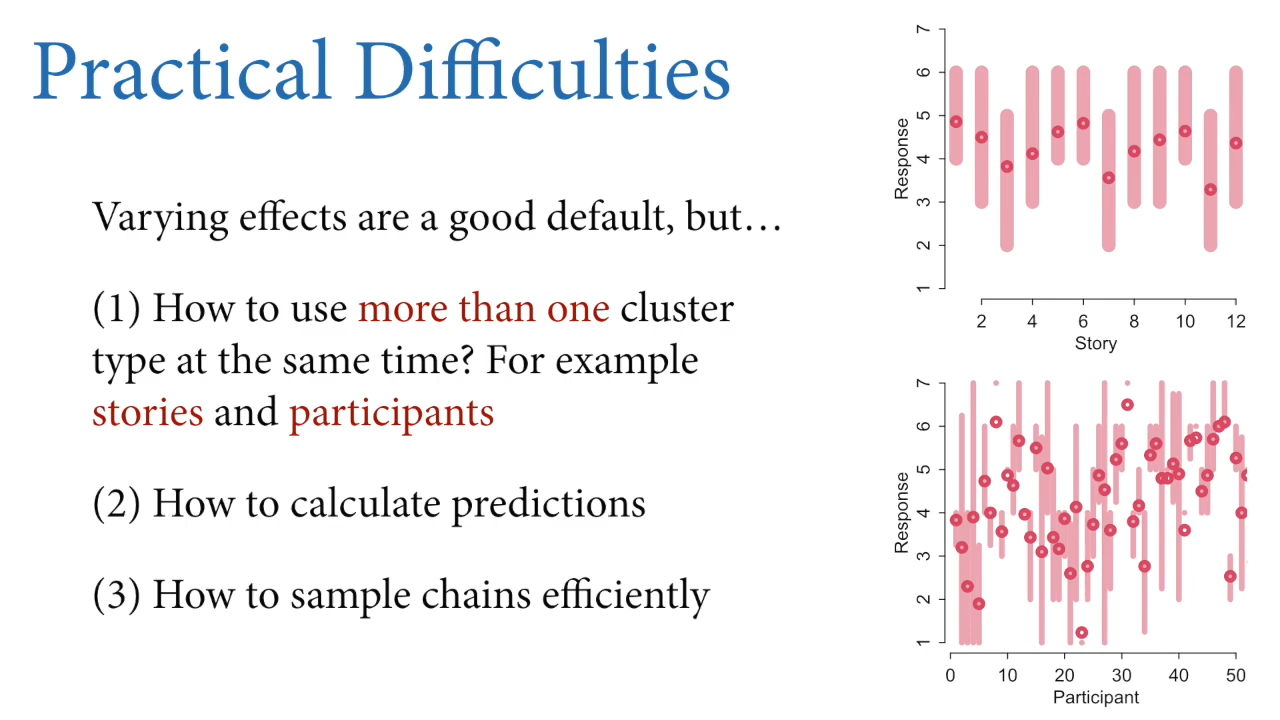 Practical Difficulties
Varying effects are a good default, but…
(1) How to use more than one cluster
type at the same time? For example
stories and participants
(2) How to calculate predictions
(3) How to sample chains efficiently
7
6
5
4
3
2
1
Response
2 4 6 8 10 12
Story
7
6
5
4
3
2
1
Response
0 10 20 30 40 50
Participant